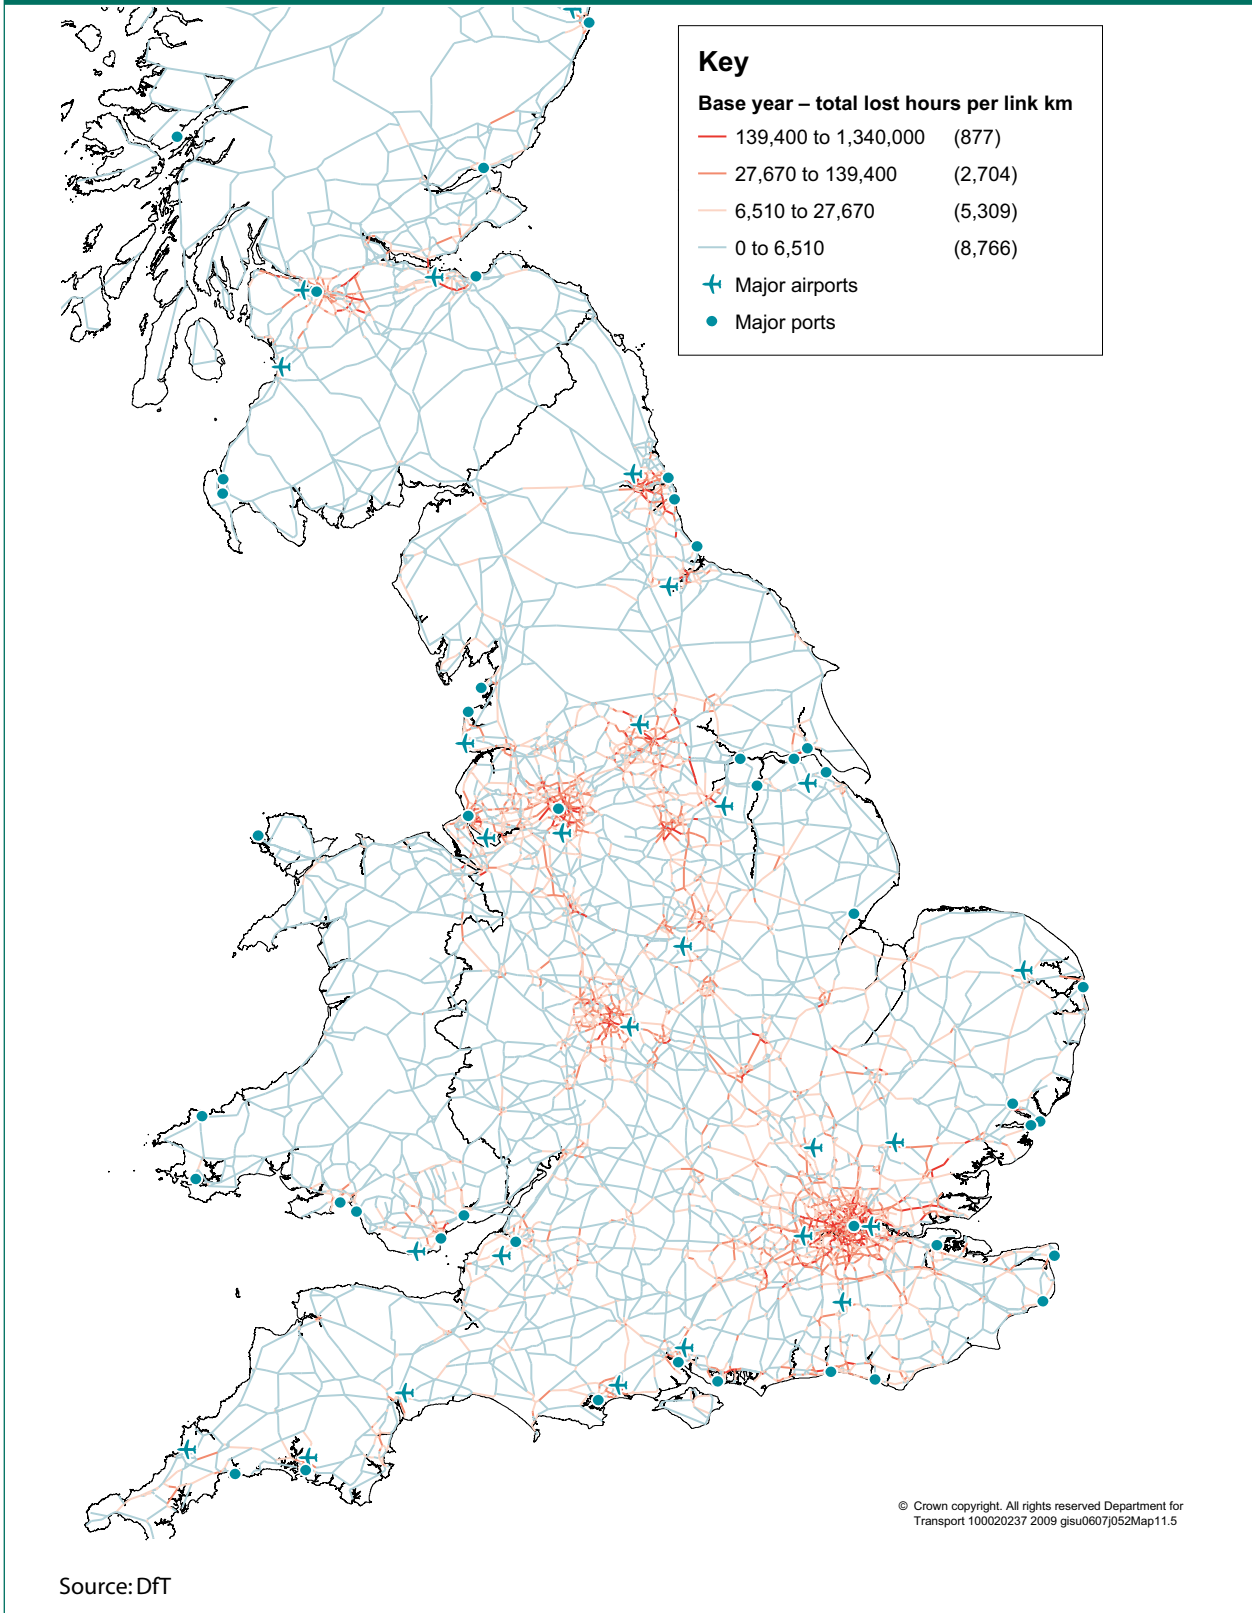 Key
Base year – total lost hours per link km
139,400 to 1,340,000 (877)
27,670 to 139,400 (2,704)
6,510 to 27,670 (5,309)
0 to 6,510 (8,766)
Major airports
Major ports
© Crown copyright. All rights reserved Department for
Transport 100020237 2009 gisu0607j052Map11.5
Source: DfT